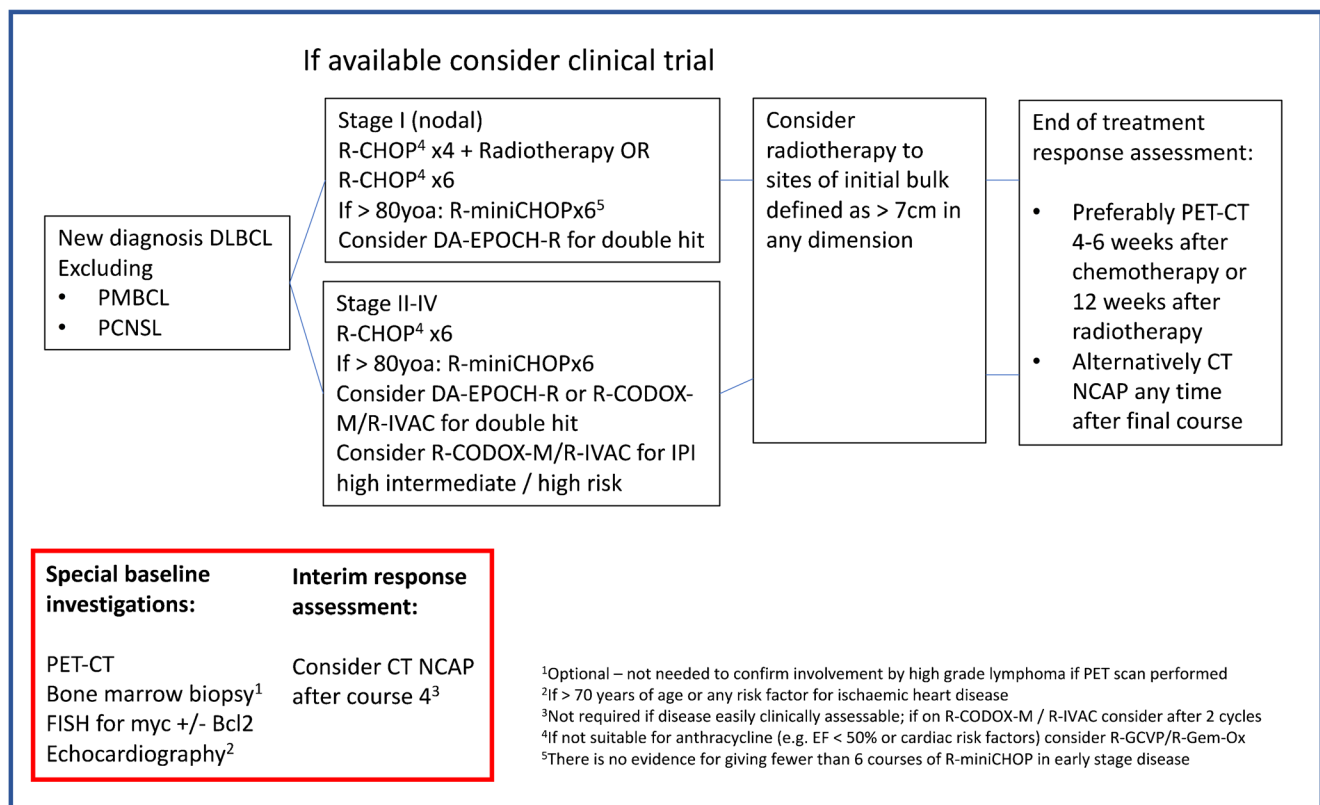 If available consider clinical trial
New diagnosis DLBCL
Excluding
• PMBCL
• PCNSL
Stage I (nodal)
R-CHOP⁴ x4 + Radiotherapy OR
R-CHOP⁴ x6
If > 80yoa: R-miniCHOPx6⁵
Consider DA-EPOCH-R for double hit
Stage II-IV
R-CHOP⁴ x6
If > 80yoa: R-miniCHOPx6
Consider DA-EPOCH-R or R-CODOX-
M/R-IVAC for double hit
Consider R-CODOX-M/R-IVAC for IPI
high intermediate / high risk
Consider
radiotherapy to
sites of initial bulk
defined as > 7cm in
any dimension
End of treatment
response assessment:
• Preferably PET-CT
4-6 weeks after
chemotherapy or
12 weeks after
radiotherapy
• Alternatively CT
NCAP any time
after final course
Special baseline
investigations:
PET-CT
Bone marrow biopsy¹
FISH for myc +/- Bcl2
Echocardiography²
Interim response
assessment:
Consider CT NCAP
after course 4³
¹Optional – not needed to confirm involvement by high grade lymphoma if PET scan performed
²If > 70 years of age or any risk factor for ischaemic heart disease
³Not required if disease easily clinically assessable; if on R-CODOX-M / R-IVAC consider after 2 cycles
⁴If not suitable for anthracycline (e.g. EF < 50% or cardiac risk factors) consider R-GCVP/R-Gem-Ox
⁵There is no evidence for giving fewer than 6 courses of R-miniCHOP in early stage disease